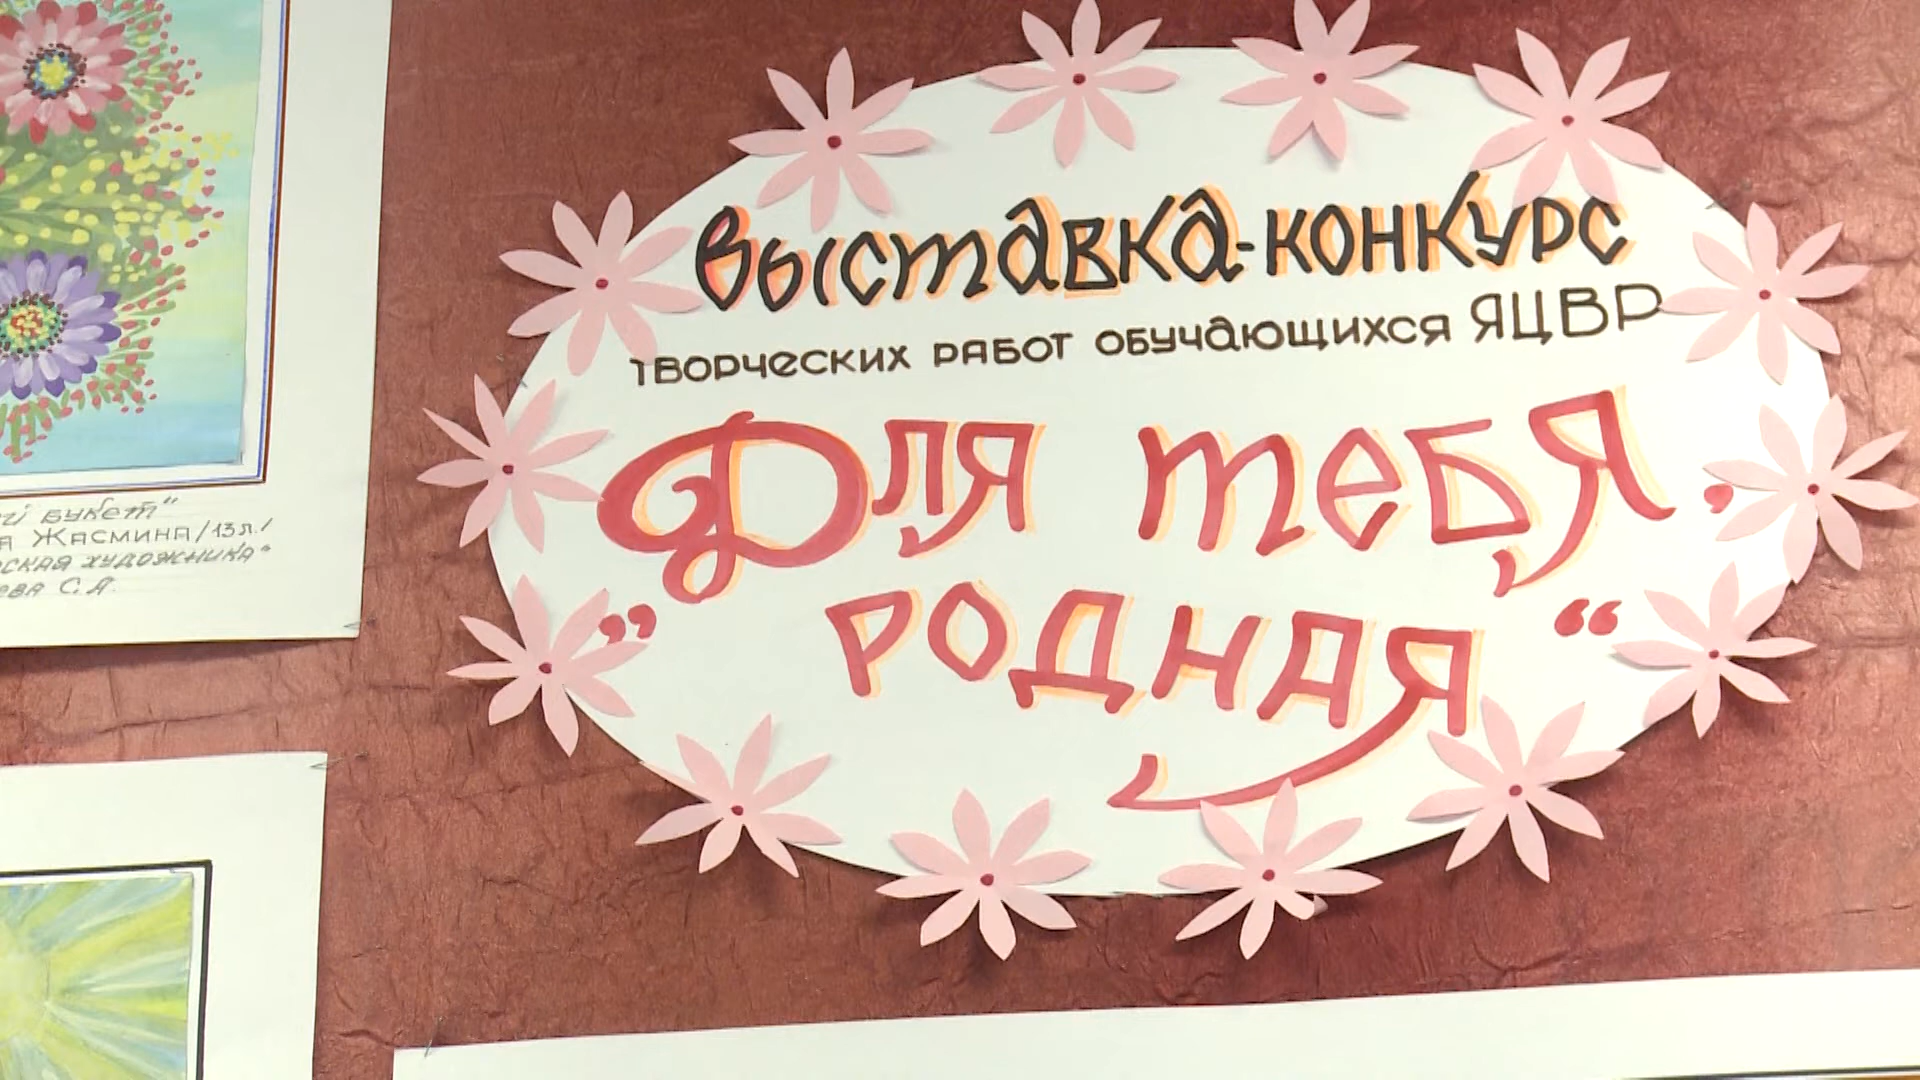 Выставка-конкурс
творческих работ обучающихся ЯЦВР
Для тебя,
„ родная “
букет"
Жасмина /13л./
художника"
С.А.